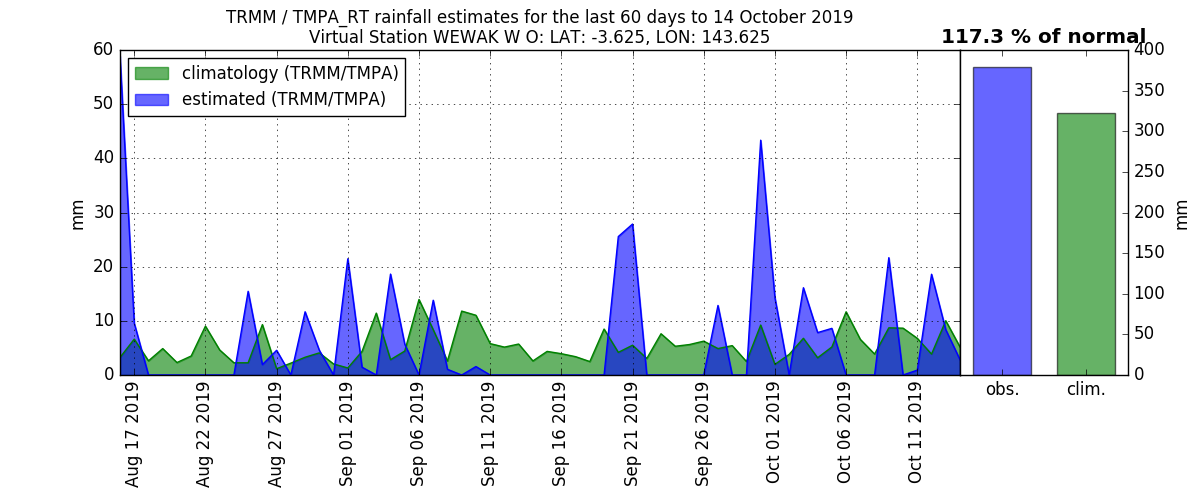 TRMM / TMPA_RT rainfall estimates for the last 60 days to 14 October 2019
Virtual Station WEWAK W O: LAT: -3.625, LON: 143.625
117.3 % of normal
climatology (TRMM/TMPA)
estimated (TRMM/TMPA)
60
50
40
30
20
10
0
mm
Aug 17 2019
Aug 22 2019
Aug 27 2019
Sep 01 2019
Sep 06 2019
Sep 11 2019
Sep 16 2019
Sep 21 2019
Sep 26 2019
Oct 01 2019
Oct 06 2019
Oct 11 2019
obs.
clim.
400
350
300
250
200
150
100
50
0
mm